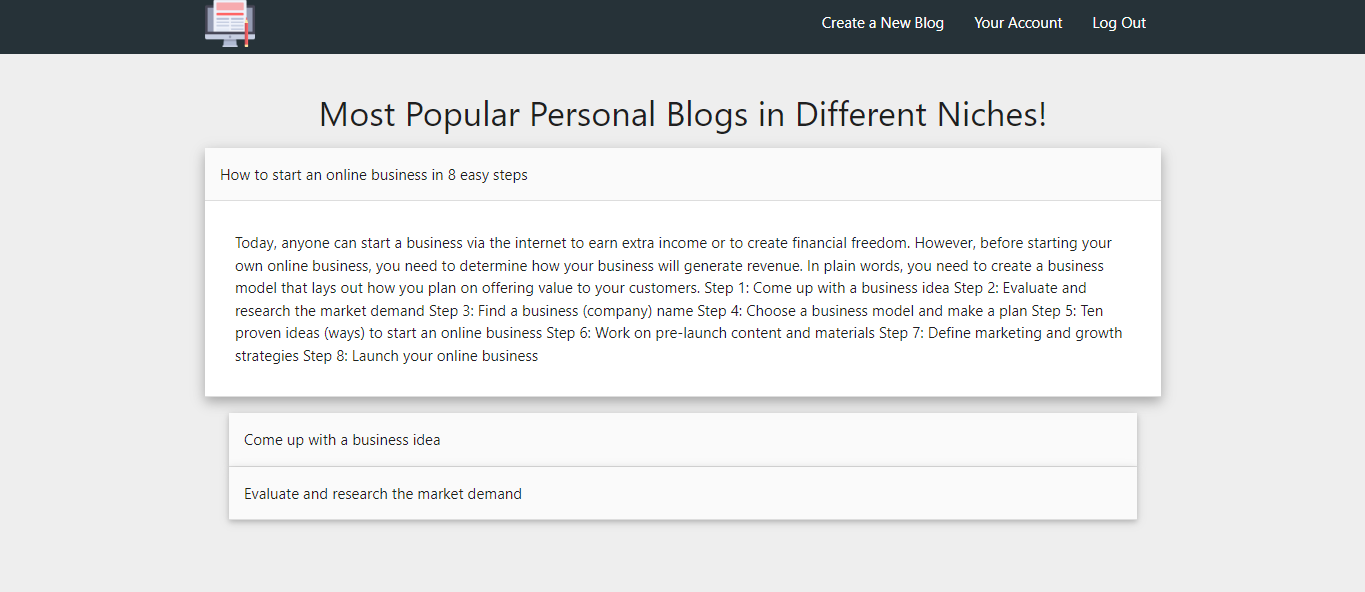 Create a New Blog Your Account Log Out
Most Popular Personal Blogs in Different Niches!
How to start an online business in 8 easy steps
Today, anyone can start a business via the internet to earn extra income or to create financial freedom. However, before starting your
own online business, you need to determine how your business will generate revenue. In plain words, you need to create a business
model that lays out how you plan on offering value to your customers. Step 1: Come up with a business idea Step 2: Evaluate and
research the market demand Step 3: Find a business (company) name Step 4: Choose a business model and make a plan Step 5: Ten
proven ideas (ways) to start an online business Step 6: Work on pre-launch content and materials Step 7: Define marketing and growth
strategies Step 8: Launch your online business
Come up with a business idea
Evaluate and research the market demand